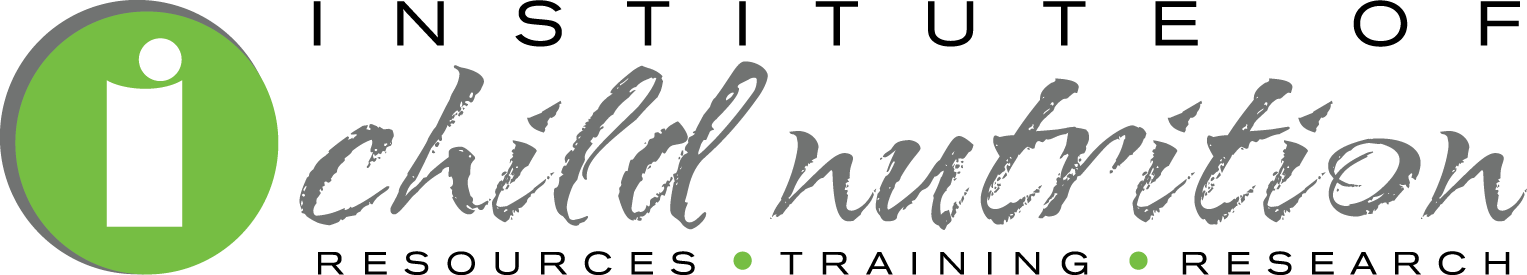 i
INSTITUTE OF
child nutrition
RESOURCES • TRAINING • RESEARCH